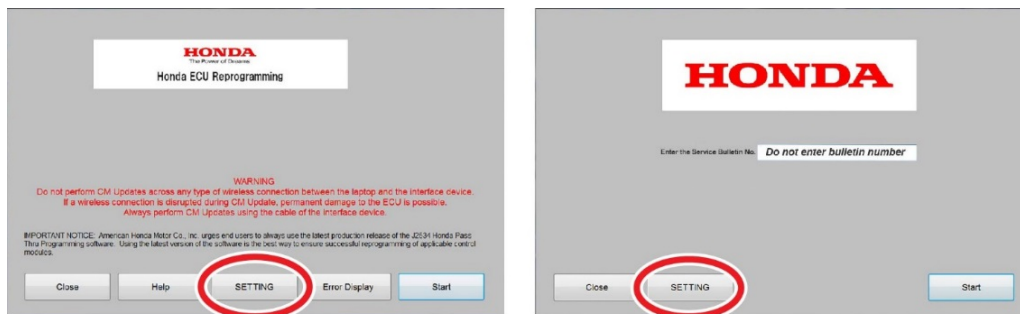 HONDA
The Power of Dreams
Honda ECU Reprogramming
WARNING
Do not perform CM Updates across any type of wireless connection between the laptop and the interface device.
If a wireless connection is disrupted during CM Update, permanent damage to the ECU is possible.
Always perform CM Updates using the cable of the interface device.
IMPORTANT NOTICE: American Honda Motor Co., Inc. urges end users to always use the latest production release of the J2534 Honda Pass
Thru Programming software. Using the latest version of the software is the best way to ensure successful reprogramming of applicable control
modules.
Close Help SETTING Error Display Start
HONDA
Enter the Service Bulletin No. Do not enter bulletin number
Close SETTING Start